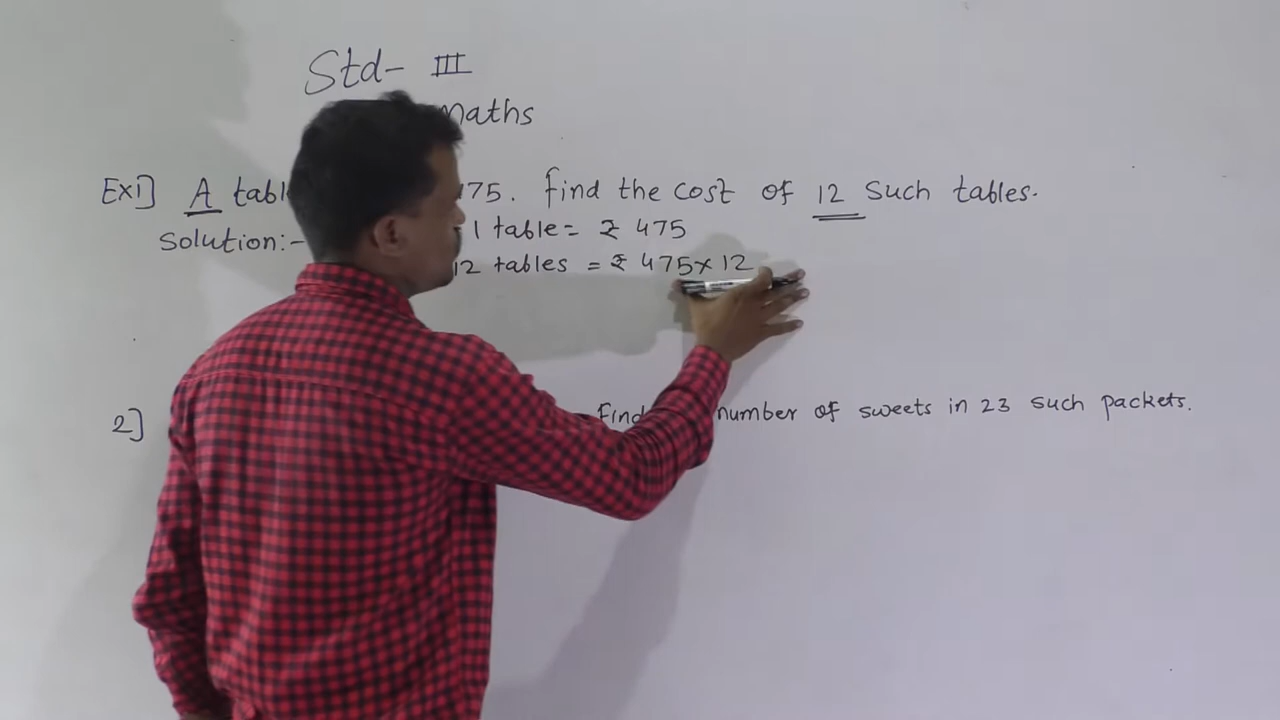 Std- III
maths
Ex1] A tabl 75. find the cost of 12 such tables.
Solution:- 1 table = ₹ 475
12 tables = ₹ 475x 12
2] Find number of sweets in 23 such packets.